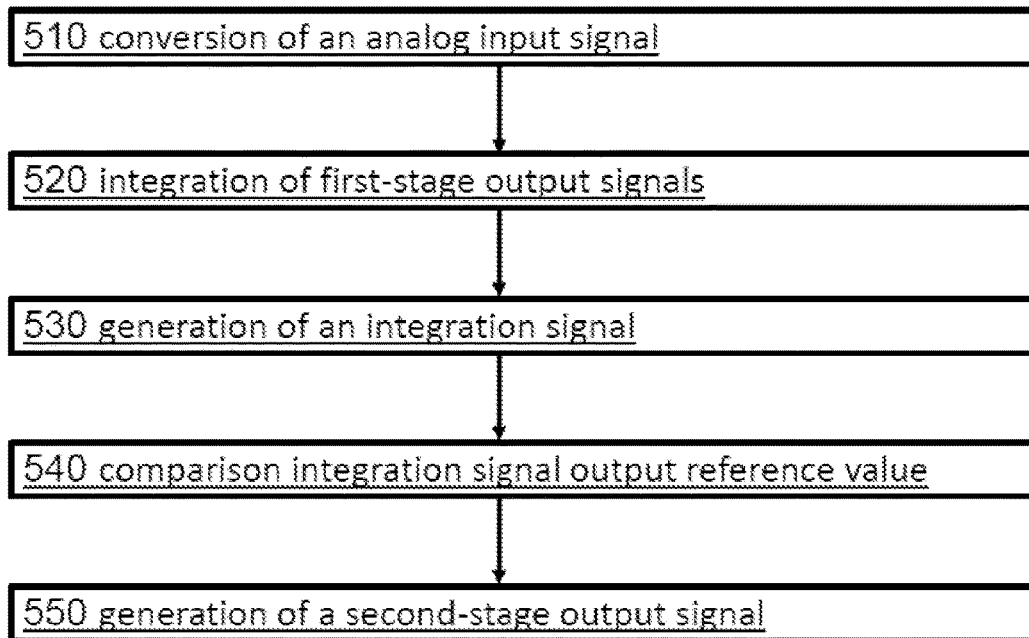 510 conversion of an analog input signal
520 integration of first-stage output signals
530 generation of an integration signal
540 comparison integration signal output reference value
550 generation of a second-stage output signal